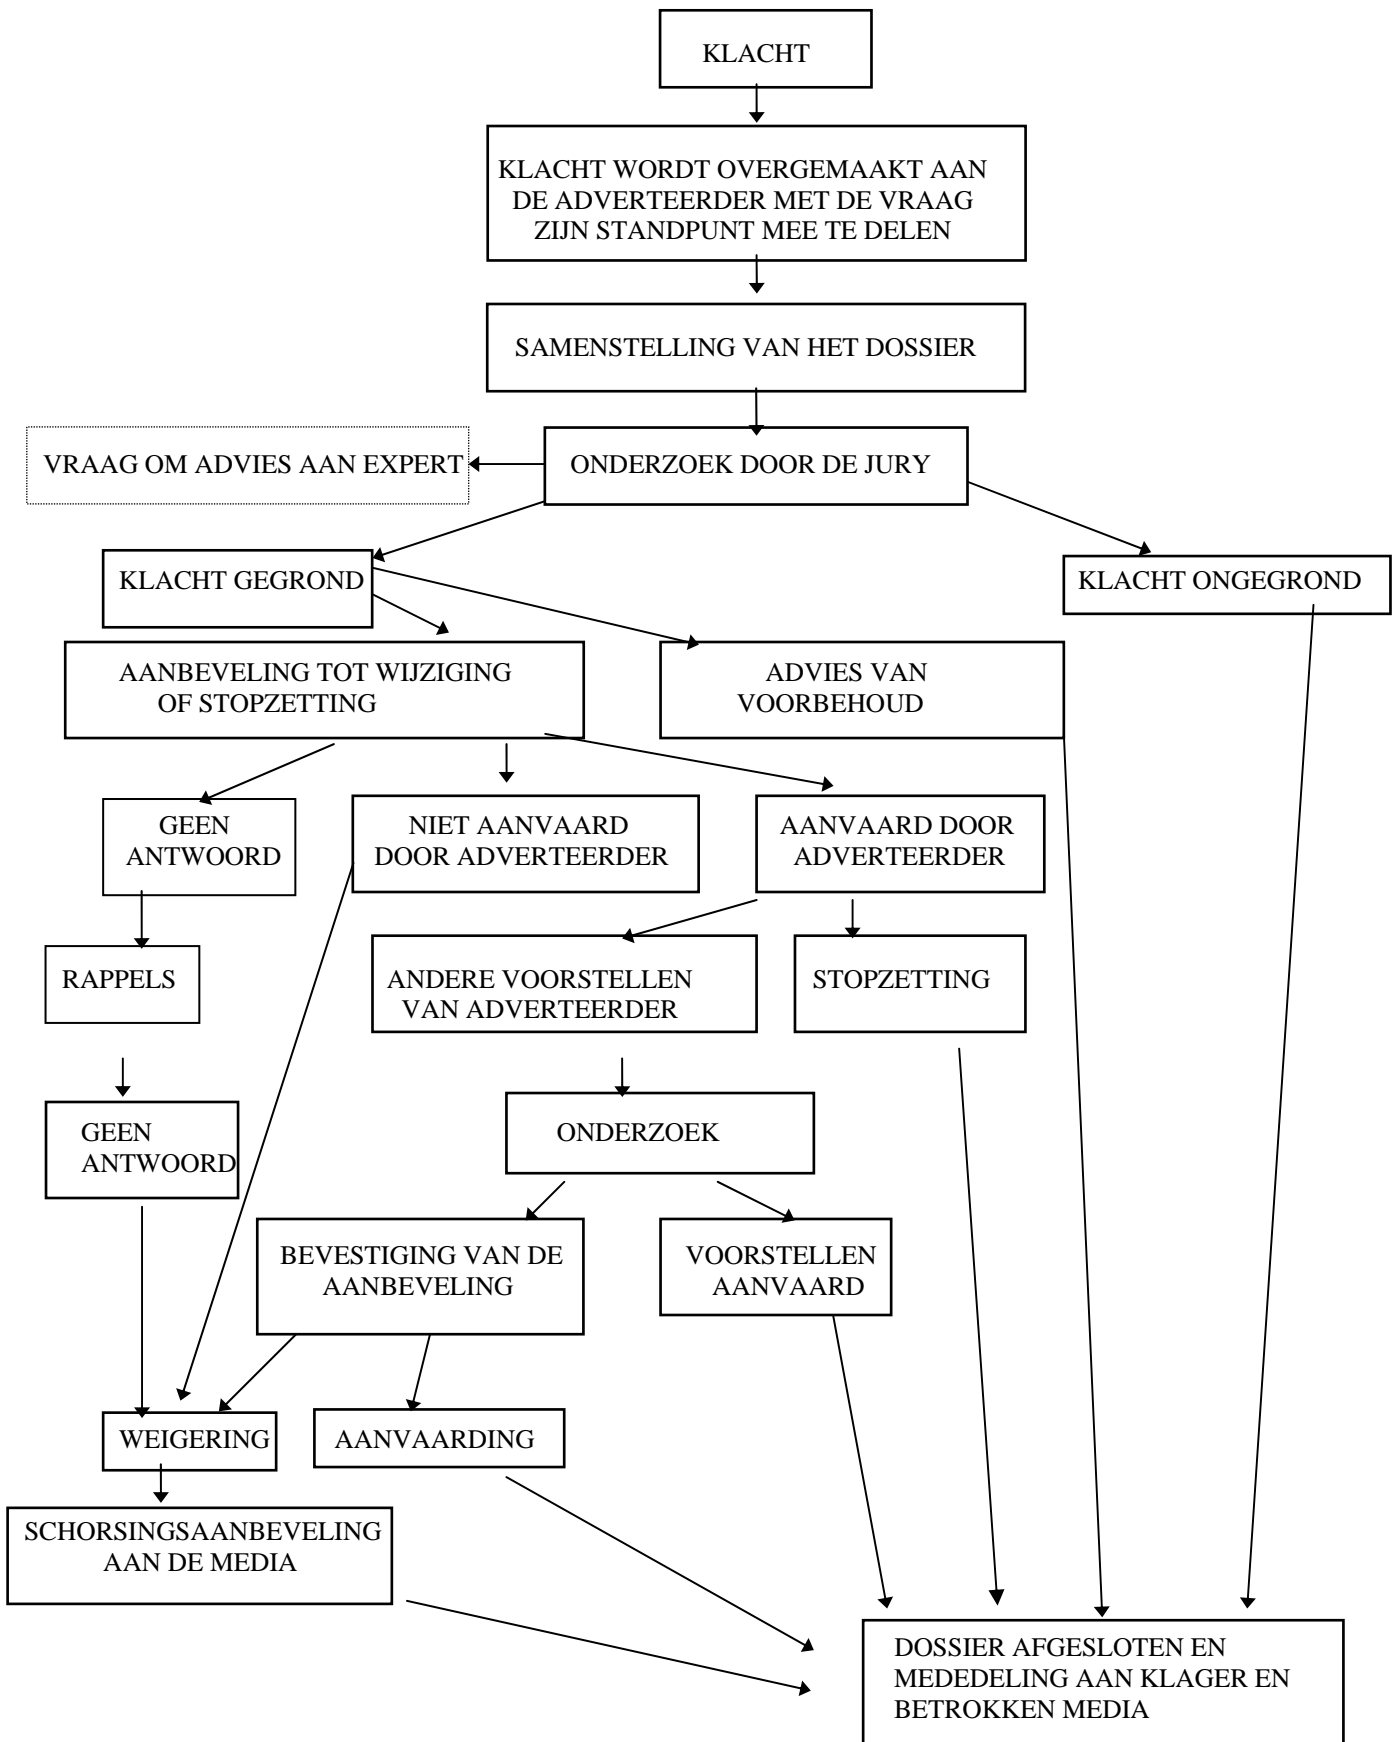 KLACHT
KLACHT WORDT OVERGEMAAKT AAN
DE ADVERTEERDER MET DE VRAAG
ZIJN STANDPUNT MEE TE DELEN
SAMENSTELLING VAN HET DOSSIER
VRAAG OM ADVIES AAN EXPERT
ONDERZOEK DOOR DE JURY
KLACHT GEGROND
KLACHT ONGEGROND
AANBEVELING TOT WIJZIGING
OF STOPZETTING
ADVIES VAN
VOORBEHOUD
GEEN
ANTWOORD
NIET AANVAARD
DOOR ADVERTEERDER
AANVAARD DOOR
ADVERTEERDER
RAPPELS
ANDERE VOORSTELLEN
VAN ADVERTEERDER
STOPZETTING
GEEN
ANTWOORD
ONDERZOEK
BEVESTIGING VAN DE
AANBEVELING
VOORSTELLEN
AANVAARD
WEIGERING
AANVAARDING
SCHORSINGSAANBEVELING
AAN DE MEDIA
DOSSIER AFGESLOTEN EN
MEDEDELING AAN KLAGER EN
BETROKKEN MEDIA